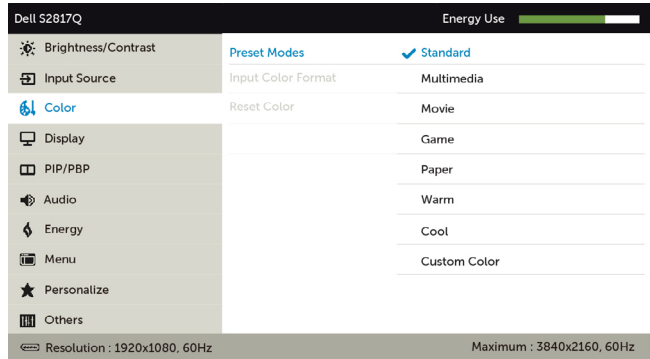 Dell S2817Q Energy Use
Brightness/Contrast Preset Modes Standard
Input Source Input Color Format Multimedia
Color Reset Color Movie
Display Game
PIP/PBP Paper
Audio Warm
Energy Cool
Menu Custom Color
Personalize
Others
Resolution : 1920x1080, 60Hz Maximum : 3840x2160, 60Hz